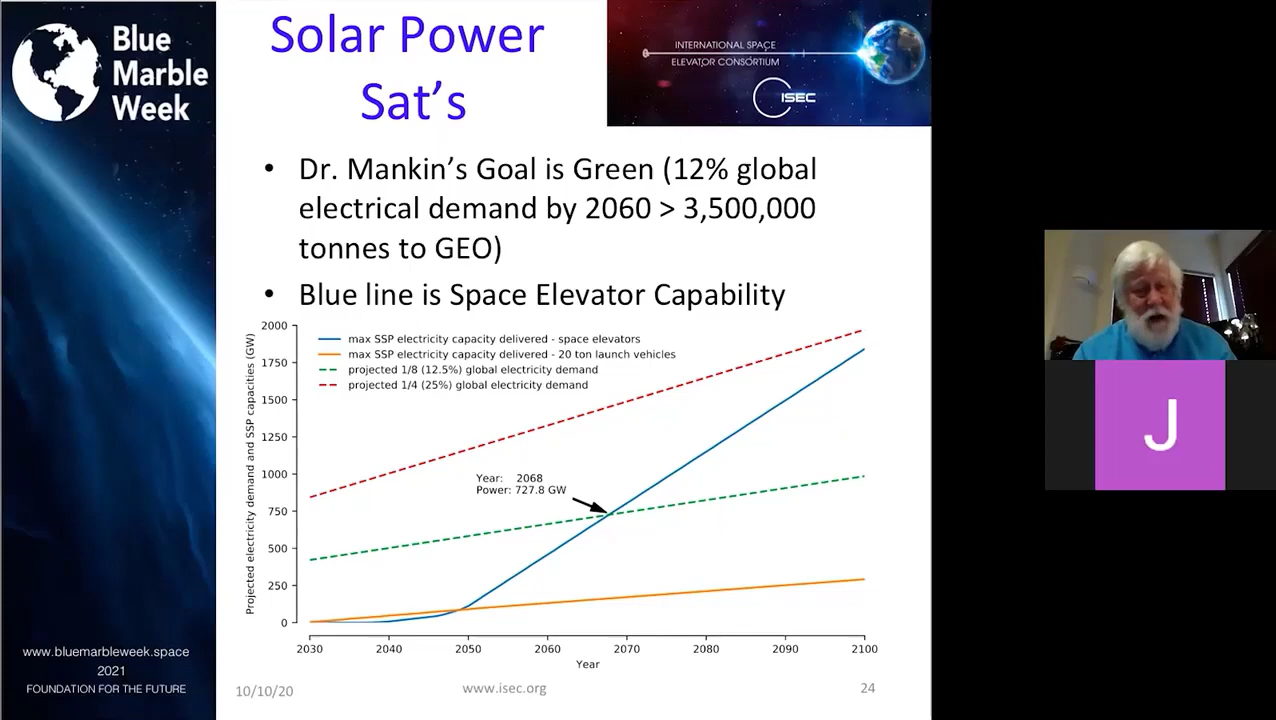 Blue
Marble
Week
Solar Power
Sat's
INTERNATIONAL SPACE
ELEVATOR CONSORTIUM
ISEC
• Dr. Mankin's Goal is Green (12% global
electrical demand by 2060 > 3,500,000
tonnes to GEO)
• Blue line is Space Elevator Capability
Projected electricity demand and SSP capacities (GW)
2000
1750
1500
1250
1000
750
500
250
0
max SSP electricity capacity delivered - space elevators
max SSP electricity capacity delivered - 20 ton launch vehicles
projected 1/8 (12.5%) global electricity demand
projected 1/4 (25%) global electricity demand
Year: 2068
Power: 727.8 GW
2030 2040 2050 2060 2070 2080 2090 2100
Year
10/10/20 www.isec.org 24
www.bluemarbleweek.space
2021
FOUNDATION FOR THE FUTURE
J